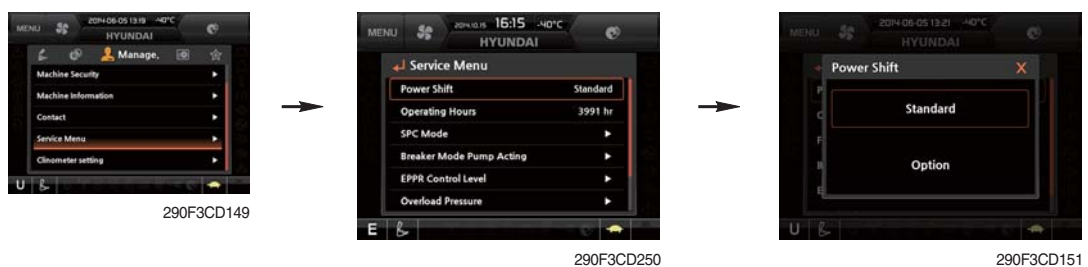 MENU
2014-06-05 13:19 -40°C
HYUNDAI
Manage.
Machine Security
Machine Information
Contact
Service Menu
Clinometer setting
U
290F3CD149
MENU
2014.10.15 16:15 -40°C
HYUNDAI
Service Menu
Power Shift Standard
Operating Hours 3991 hr
SPC Mode
Breaker Mode Pump Acting
EPPR Control Level
Overload Pressure
E
290F3CD250
MENU
2014-06-05 13:21 -40°C
HYUNDAI
Power Shift X
Standard
Option
U
290F3CD151